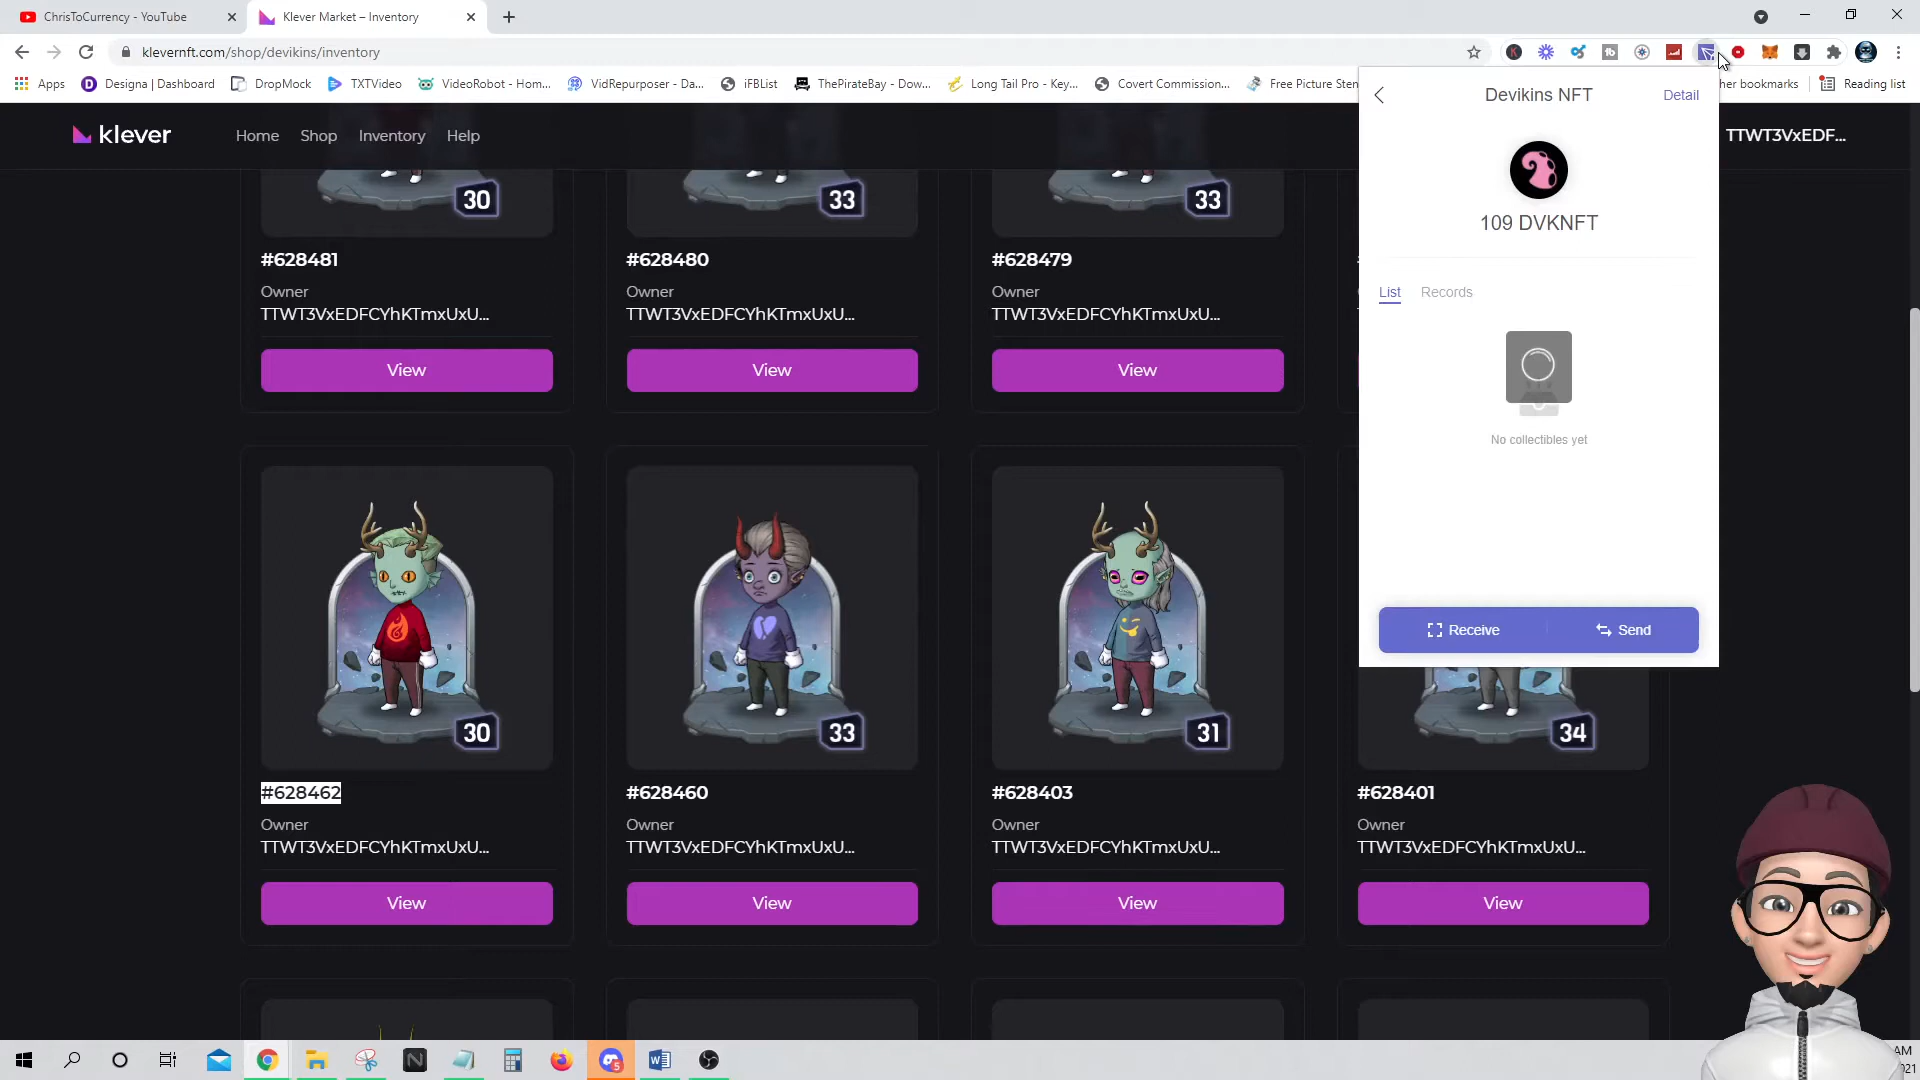 ChrisToCurrency - YouTube
Klever Market – Inventory
klevernft.com/shop/devikins/inventory
Apps
Designa | Dashboard
DropMock
TXTVideo
VideoRobot - Hom...
VidRepurposer - Da...
iFBList
ThePirateBay - Dow...
Long Tail Pro - Key...
Covert Commission...
Free Picture Sten
her bookmarks
Reading list
klever
Home
Shop
Inventory
Help
TTWT3VxEDF...
Devikins NFT
Detail
109 DVKNFT
List
Records
No collectibles yet
Receive
Send
30
33
33
#628481
#628480
#628479
Owner
Owner
Owner
TTWT3VxEDFCYhKTmxUxU...
TTWT3VxEDFCYhKTmxUxU...
TTWT3VxEDFCYhKTmxUxU...
View
View
View
30
33
31
34
#628462
#628460
#628403
#628401
Owner
Owner
Owner
Owner
TTWT3VxEDFCYhKTmxUxU...
TTWT3VxEDFCYhKTmxUxU...
TTWT3VxEDFCYhKTmxUxU...
TTWT3VxEDFCYhKTmxUxU...
View
View
View
View
5
AM
021